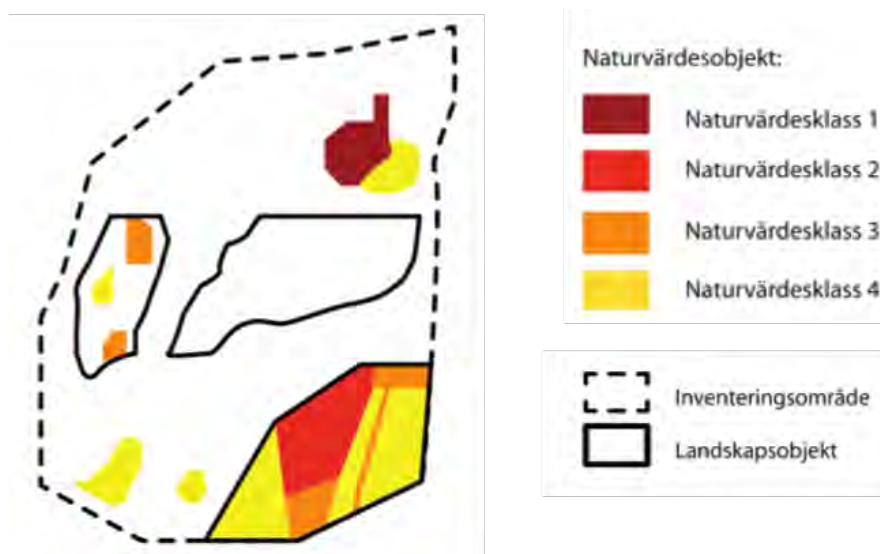 Naturvärdesobjekt:
Naturvärdesklass 1
Naturvärdesklass 2
Naturvärdesklass 3
Naturvärdesklass 4
Inventeringsområde
Landskapsobjekt